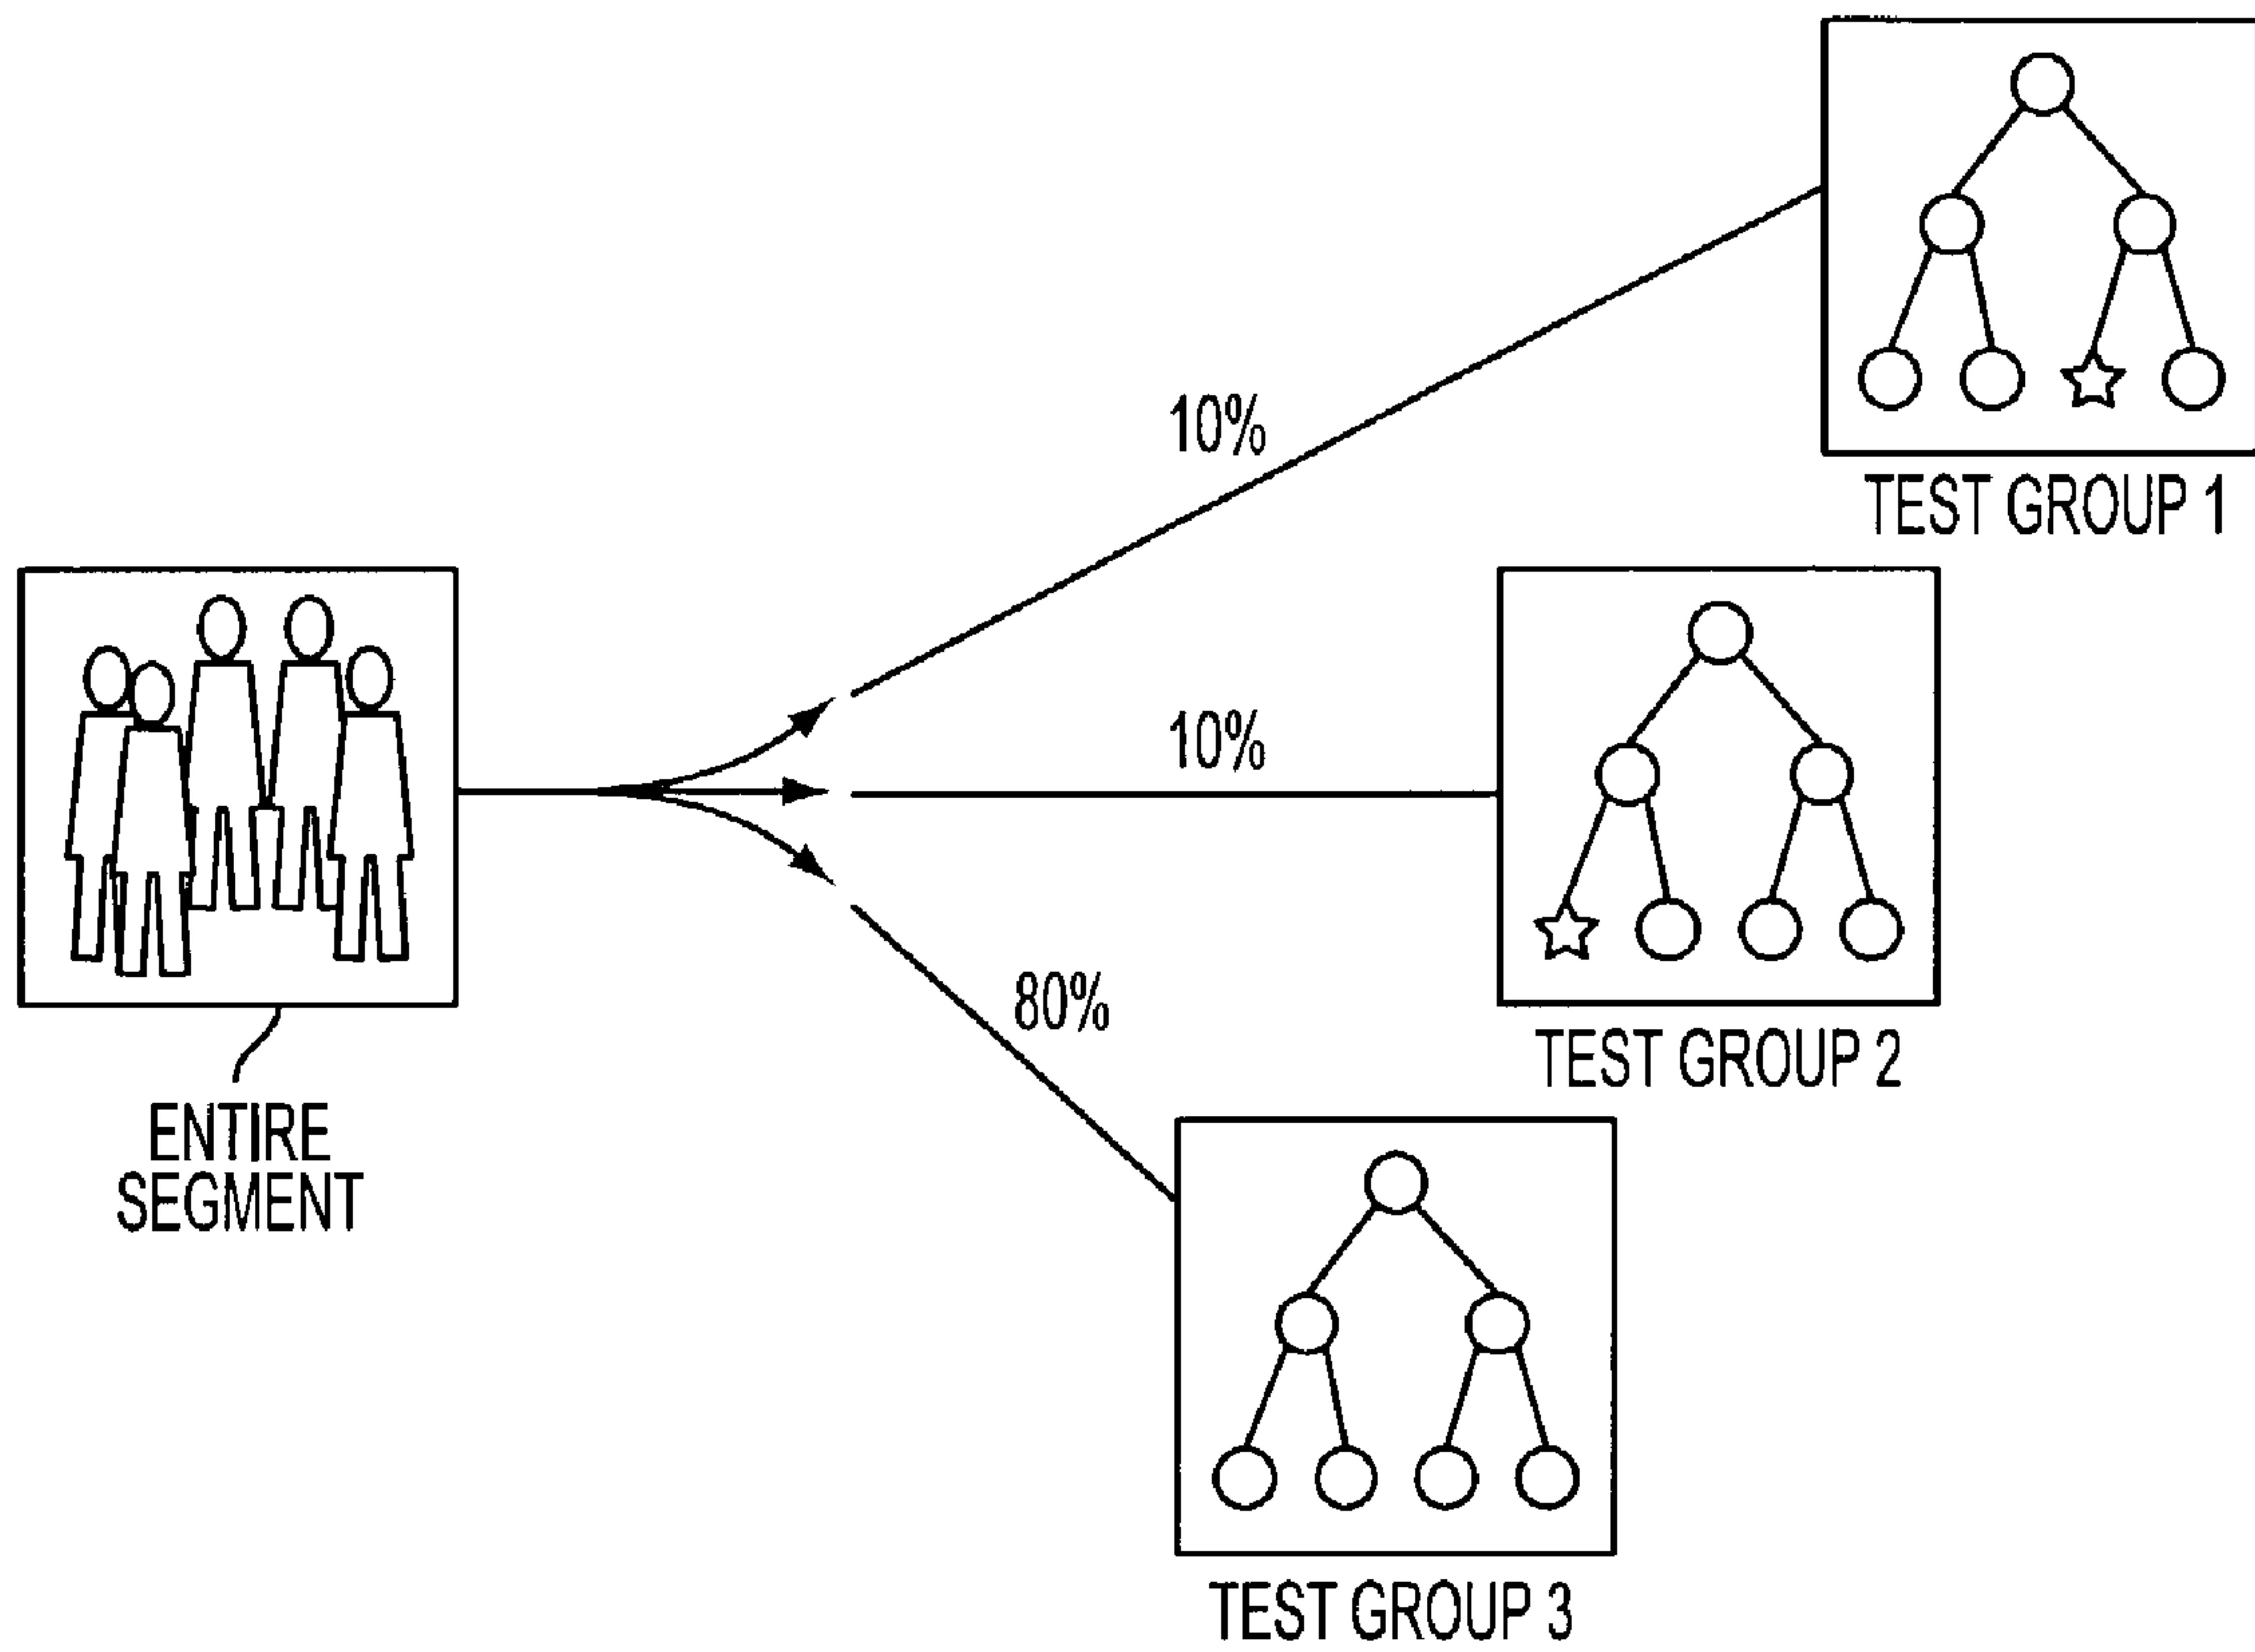 10%
TEST GROUP 1
10%
TEST GROUP 2
80%
ENTIRE
SEGMENT
TEST GROUP 3